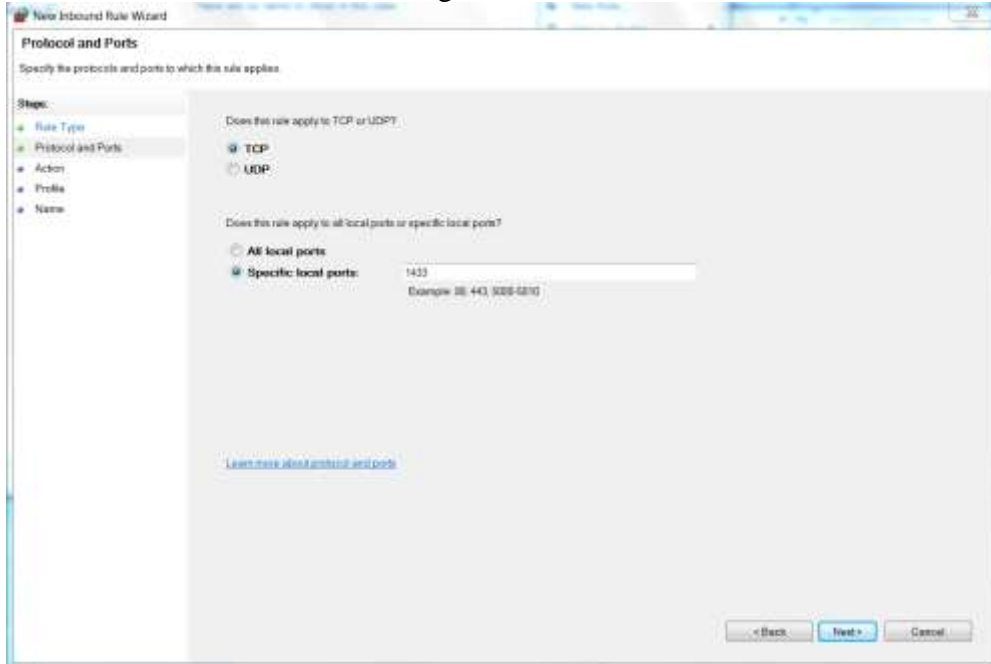 New Inbound Rule Wizard
Protocol and Ports
Specify the protocols and ports to which this rule applies.
Steps:
Rule Type
Protocol and Ports
Action
Profile
Name
Does this rule apply to TCP or UDP?
TCP
UDP
Does this rule apply to all local ports or specific local ports?
All local ports
Specific local ports:
1433
Example: 80, 443, 5000-5010
Learn more about protocol and ports
< Back
Next >
Cancel